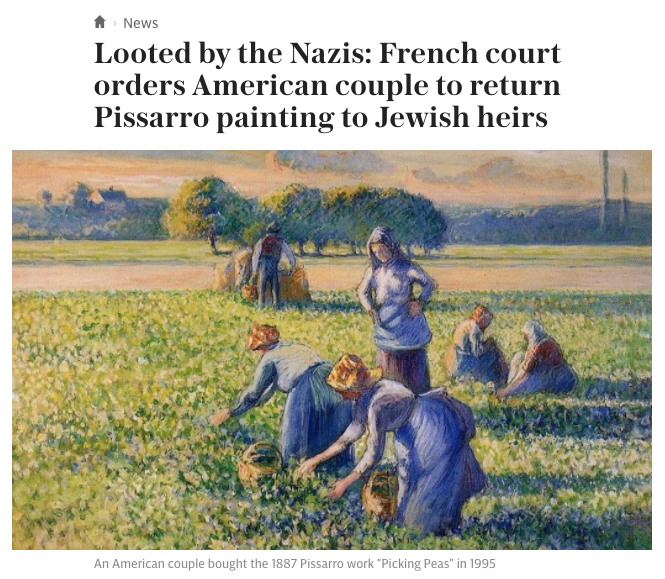 News
Looted by the Nazis: French court
orders American couple to return
Pissarro painting to Jewish heirs
An American couple bought the 1887 Pissarro work "Picking Peas" in 1995